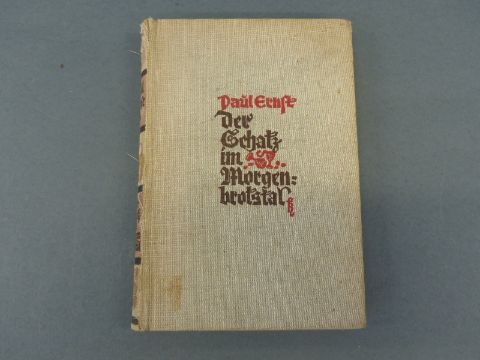 Paul Ernst
Der
Schatz
im
Morgen=
brotstal